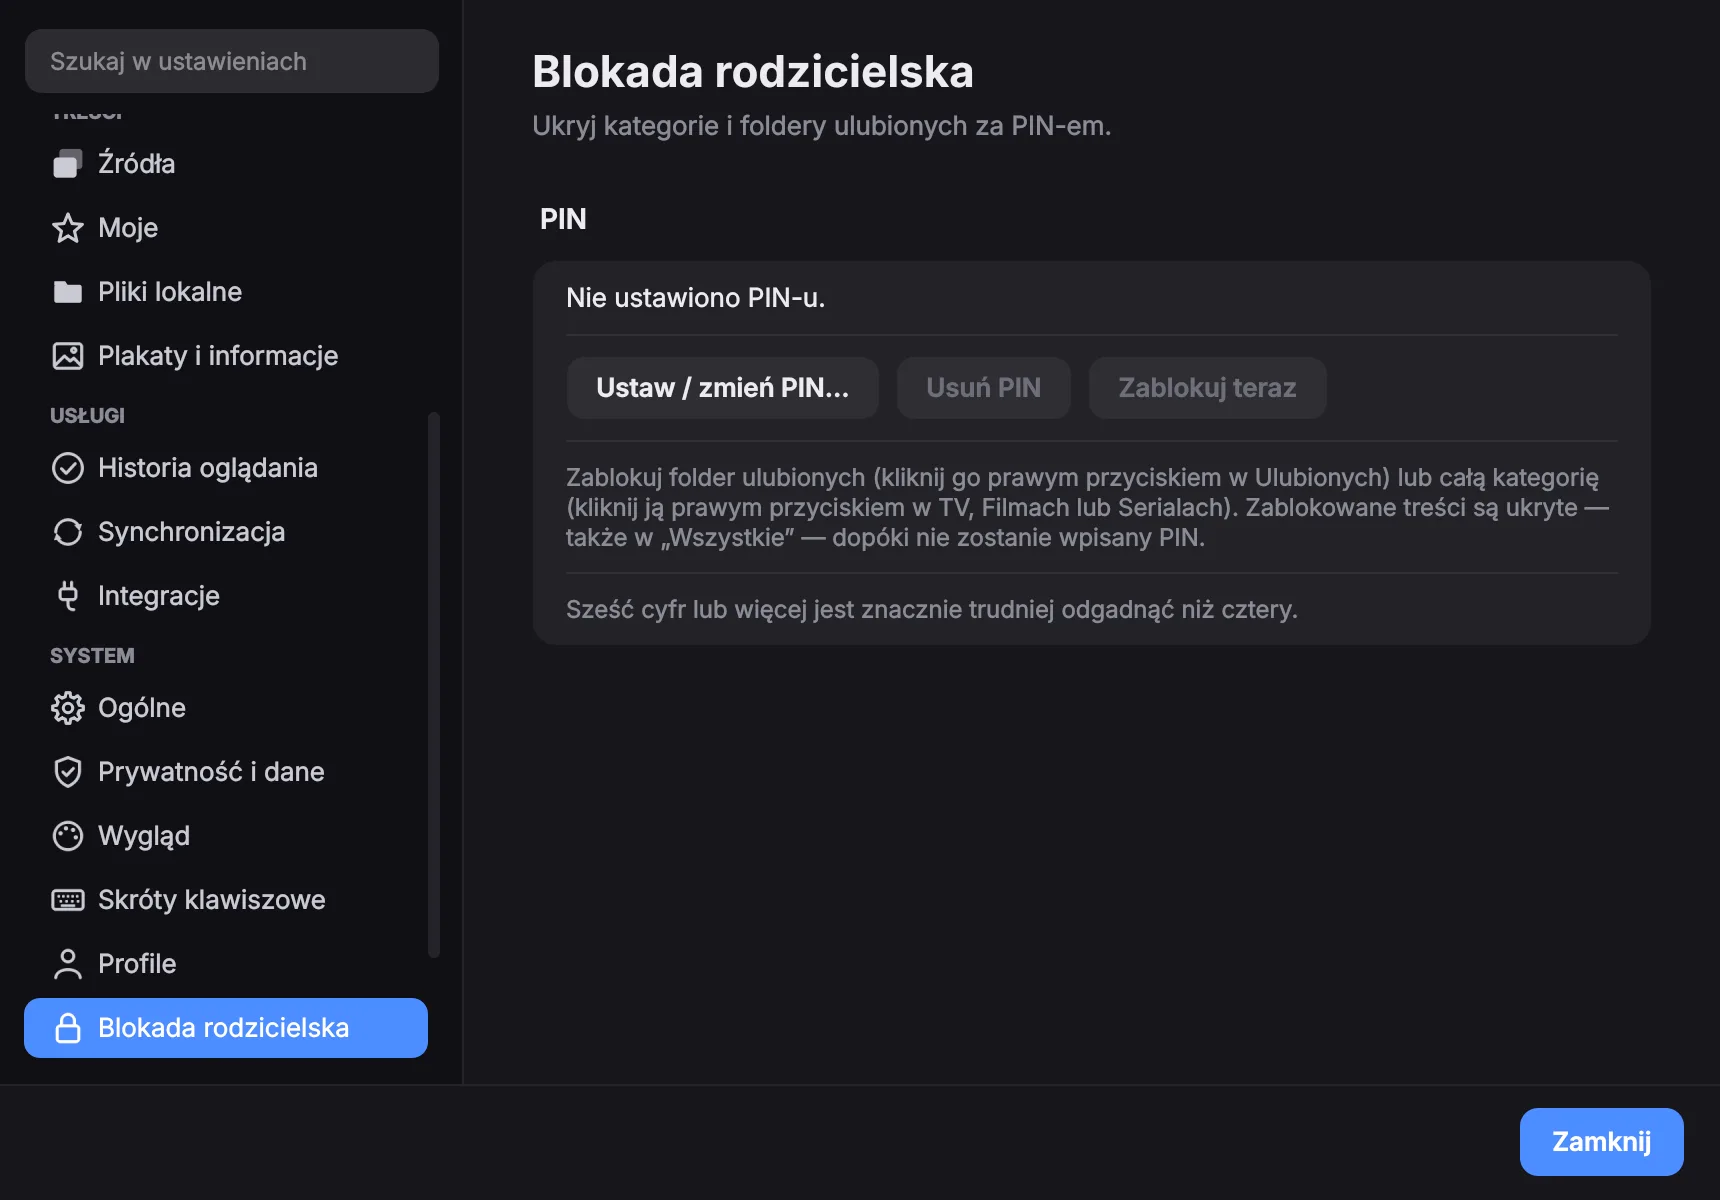 Szukaj w ustawieniach
TREŚCI
Źródła
Moje
Pliki lokalne
Plakaty i informacje
USŁUGI
Historia oglądania
Synchronizacja
Integracje
SYSTEM
Ogólne
Prywatność i dane
Wygląd
Skróty klawiszowe
Profile
Blokada rodzicielska
Blokada rodzicielska
Ukryj kategorie i foldery ulubionych za PIN-em.
PIN
Nie ustawiono PIN-u.
Ustaw / zmień PIN...
Usuń PIN
Zablokuj teraz
Zablokuj folder ulubionych (kliknij go prawym przyciskiem w Ulubionych) lub całą kategorię
(kliknij ją prawym przyciskiem w TV, Filmach lub Serialach). Zablokowane treści są ukryte —
także w „Wszystkie” — dopóki nie zostanie wpisany PIN.
Sześć cyfr lub więcej jest znacznie trudniej odgadnąć niż cztery.
Zamknij